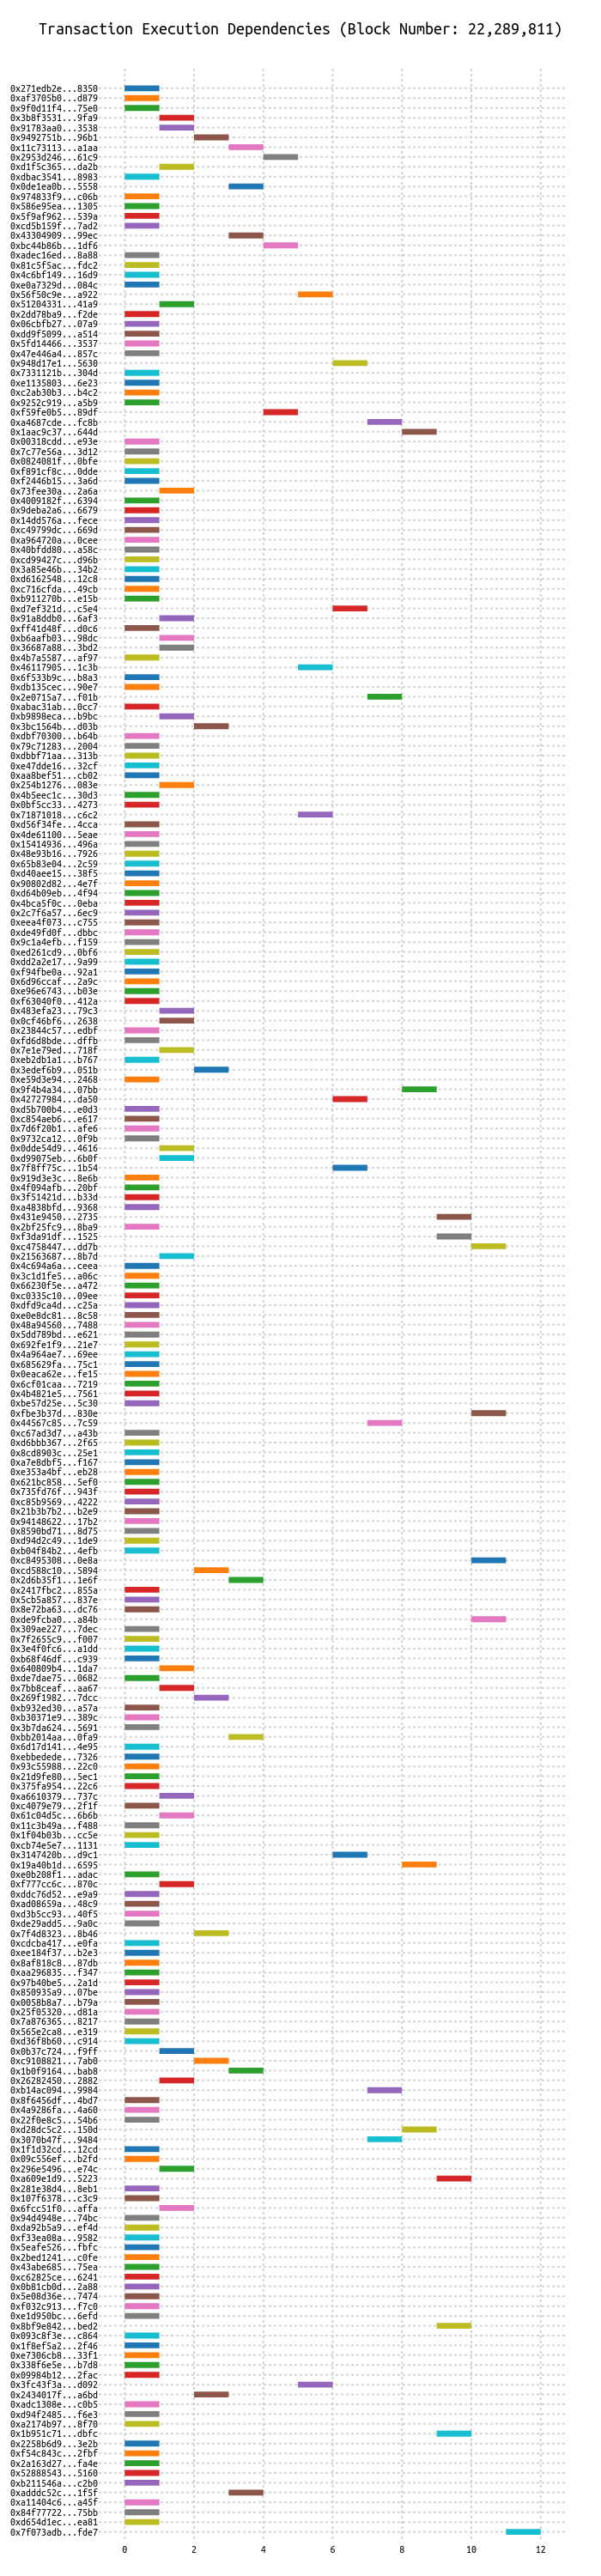 Transaction Execution Dependencies (Block Number: 22,289,811)
0x271edb2e...8350
0xaf3705b0...d879
0x9f0d11f4...75e0
0x3b8f3531...9fa9
0x91783aa0...3538
0x9492751b...96b1
0x11c73113...a1aa
0x2953d246...61c9
0xd1f5c365...da2b
0xdbac3541...8983
0x0de1ea0b...5558
0x974833f9...c06b
0x586e95ea...1305
0x5f9af962...539a
0xcd5b159f...7ad2
0x43304909...99ec
0xbc44b86b...1df6
0xadec16ed...8a88
0x81c5f5ac...fdc2
0x4c6bf149...16d9
0xe0a7329d...084c
0x56f50c9e...a922
0x51204331...41a9
0x2dd78ba9...f2de
0x06cbfb27...07a9
0xdd9f5099...a514
0x5fd14466...3537
0x47e446a4...857c
0x948d17e1...5630
0x7331121b...304d
0xe1135803...6e23
0xc2ab30b3...b4c2
0x9252c919...a5b9
0xf59fe0b5...89df
0xa4687cde...fc8b
0x1aac9c37...644d
0x00318cdd...e93e
0x7c77e56a...3d12
0x0824081f...0bfe
0xf891cf8c...0dde
0xf2446b15...3a6d
0x73fee30a...2a6a
0x4009182f...6394
0x9deba2a6...6679
0x14dd576a...fece
0xc49799dc...669d
0xa964720a...0cee
0x40bfdd80...a58c
0xcd99427c...d96b
0x3a85e46b...34b2
0xd6162548...12c8
0xc716cfda...49cb
0xb911270b...e15b
0xd7ef321d...c5e4
0x91a8ddb0...6af3
0xff41d48f...d0c6
0xb6aafb03...98dc
0x36687a88...3bd2
0x4b7a5587...af97
0x46117905...1c3b
0x6f533b9c...b8a3
0xdb135cec...90e7
0x2e0715a7...f01b
0xabac31ab...0cc7
0xb9898eca...b9bc
0x3bc1564b...d03b
0xdbf70300...b64b
0x79c71283...2004
0xdbbf71aa...313b
0xe47dde16...32cf
0xaa8bef51...cb02
0x254b1276...083e
0x4b5eec1c...30d3
0x0bf5cc33...4273
0x71871018...c6c2
0xd56f34fe...4cca
0x4de61100...5eae
0x15414936...496a
0x48e93b16...7926
0x65b83e04...2c59
0xd40aee15...38f5
0x90802d82...4e7f
0xd64b09eb...4f94
0x4bca5f0c...0eba
0x2c7f6a57...6ec9
0xeea4f073...c755
0xde49fd0f...dbbc
0x9c1a4efb...f159
0xed261cd9...0bf6
0xdd2a2e17...9a99
0xf94fbe0a...92a1
0x6d96ccaf...2a9c
0xe96e6743...b03e
0xf63040f0...412a
0x483efa23...79c3
0x0cf46bf6...2638
0x23844c57...edbf
0xfd6d8bde...dffb
0x7e1e79ed...718f
0xeb2db1a1...b767
0x3edef6b9...051b
0xe59d3e94...2468
0x9f4b4a34...07bb
0x42727984...da50
0xd5b700b4...e0d3
0xc854aeb6...e617
0x7d6f20b1...afe6
0x9732ca12...0f9b
0x0dde54d9...4616
0xd99075eb...6b0f
0x7f8ff75c...1b54
0x919d3e3c...8e6b
0x4f094afb...20bf
0x3f51421d...b33d
0xa4838bfd...9368
0x431e9450...2735
0x2bf25fc9...8ba9
0xf3da91df...1525
0xc4758447...dd7b
0x21563687...8b7d
0x4c694a6a...ceea
0x3c1d1fe5...a06c
0x66230f5e...a472
0xc0335c10...09ee
0xdfd9ca4d...c25a
0xe0e8dc81...8c58
0x48a94560...7488
0x5dd789bd...e621
0x692fe1f9...21e7
0x4a964ae7...69ee
0x685629fa...75c1
0x0eaca62e...fe15
0x6cf01caa...7219
0x4b4821e5...7561
0xbe57d25e...5c30
0xfbe3b37d...830e
0x44567c85...7c59
0xc67ad3d7...a43b
0xd6bbb367...2f65
0x8cd8903c...25e1
0xa7e8dbf5...f167
0xe353a4bf...eb28
0x621bc858...5ef0
0x735fd76f...943f
0xc85b9569...4222
0x21b3b7b2...b2e9
0x94148622...17b2
0x8590bd71...8d75
0xd94d2c49...1de9
0xb04f84b2...4efb
0xc8495308...0e8a
0xcd588c10...5894
0x2d6b35f1...1e6f
0x2417fbc2...855a
0x5cb5a857...837e
0x8e72ba63...dc76
0xde9fcba0...a84b
0x309ae227...7dec
0x7f2655c9...f007
0x3e4f0fc6...a1dd
0xb68f46df...c939
0x640809b4...1da7
0xde7dae75...0682
0x7bb8ceaf...aa67
0x269f1982...7dcc
0xb932ed30...a57a
0xb30371e9...389c
0x3b7da624...5691
0xbb2014aa...0fa9
0x6d17d141...4e95
0xebbedede...7326
0x93c55988...22c0
0x21d9fe80...5ec1
0x375fa954...22c6
0xa6610379...737c
0xc4079e79...2f1f
0x61c04d5c...6b6b
0x11c3b49a...f488
0x1f04b03b...cc5e
0xcb74e5e7...1131
0x3147420b...d9c1
0x19a40b1d...6595
0xe0b208f1...adac
0xf777cc6c...870c
0xddc76d52...e9a9
0xad08659a...48c9
0xd3b5cc93...40f5
0xde29add5...9a0c
0x7f4d8323...8b46
0xcdcba417...e0fa
0xee184f37...b2e3
0x8af818c8...87db
0xaa296835...f347
0x97b40be5...2a1d
0x850935a9...07be
0x0058b8a7...b79a
0x25f05320...d81a
0x7a876365...8217
0x565e2ca8...e319
0xd36f8b60...c914
0x0b37c724...f9ff
0xc9108821...7ab0
0x1b0f9164...bab8
0x26282450...2882
0xb14ac094...9984
0x8f6456df...4bd7
0x4a9286fa...4a60
0x22f0e8c5...54b6
0xd28dc5c2...150d
0x3070b47f...9484
0x1f1d32cd...12cd
0x09c556ef...b2fd
0x296e5496...e74c
0xa609e1d9...5223
0x281e38d4...8eb1
0x107f6378...c3c9
0x6fcc51f0...affa
0x94d4948e...74bc
0xda92b5a9...ef4d
0xf33ea08a...9582
0x5eafe526...fbfc
0x2bed1241...c0fe
0x43abe685...75ea
0xc62825ce...6241
0x0b81cb0d...2a88
0x5e08d36e...7474
0xf032c913...f7c0
0xe1d950bc...6efd
0x8bf9e842...bed2
0x093c8f3e...c864
0x1f8ef5a2...2f46
0xe7306cb8...33f1
0x338f6e5e...b7d8
0x09984b12...2fac
0x3fc43f3a...d092
0x2434017f...a6bd
0xadc1308e...c0b5
0xd94f2485...f6e3
0xa2174b97...8f70
0x1b951c71...dbfc
0x2258b6d9...3e2b
0xf54c843c...2fbf
0x2a163d27...fa4e
0x52888543...5160
0xb211546a...c2b0
0xadddc52c...1f5f
0xa11404c6...a45f
0x84f77722...75bb
0xd654d1ec...ea81
0x7f073adb...fde7
0 2 4 6 8 10 12